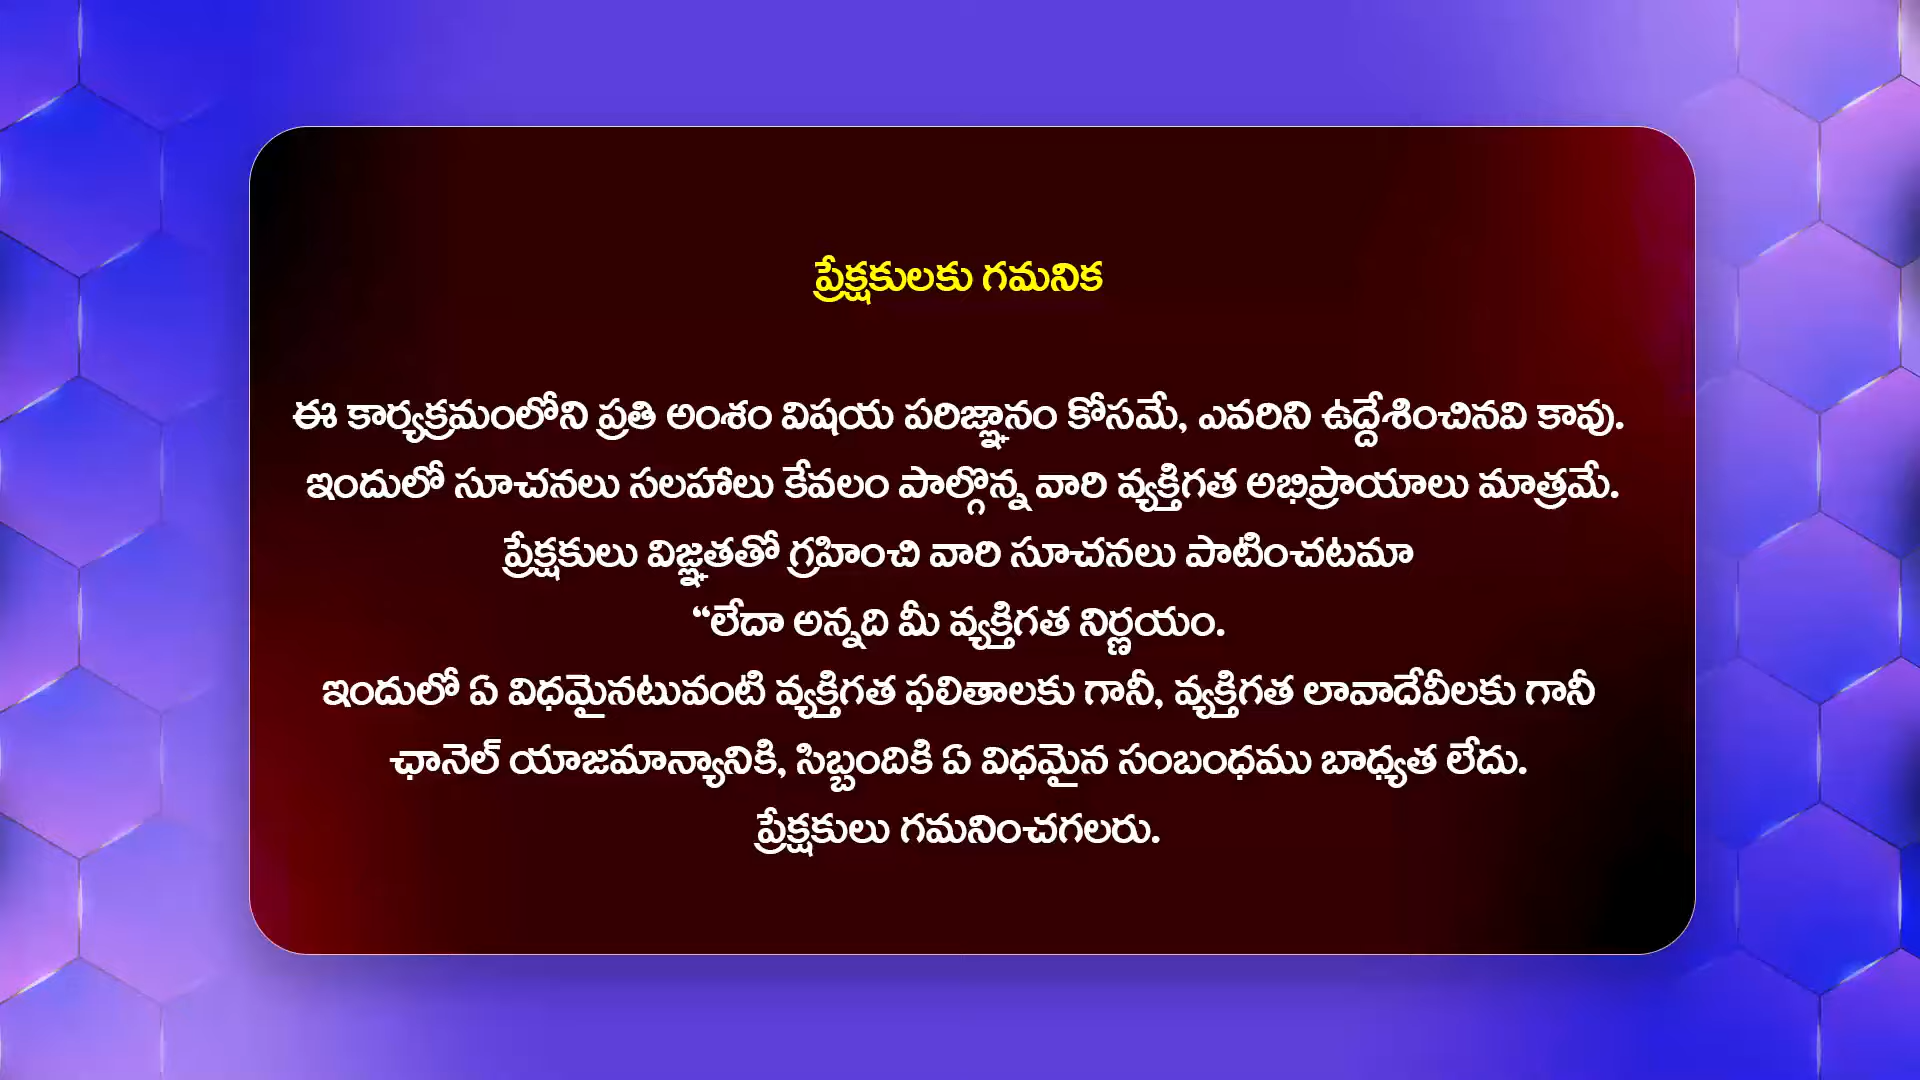 ప్రేక్షకులకు గమనిక
ఈ కార్యక్రమంలోని ప్రతి అంశం విషయ పరిజ్ఞానం కోసమే, ఎవరిని ఉద్దేశించినవి కావు.
ఇందులో సూచనలు సలహాలు కేవలం పాల్గొన్న వారి వ్యక్తిగత అభిప్రాయాలు మాత్రమే.
ప్రేక్షకులు విజ్ఞతతో గ్రహించి వారి సూచనలు పాటించటమా
“లేదా అన్నది మీ వ్యక్తిగత నిర్ణయం.
ఇందులో ఏ విధమైనటువంటి వ్యక్తిగత ఫలితాలకు గానీ, వ్యక్తిగత లావాదేవీలకు గానీ
ఛానెల్ యాజమాన్యానికి, సిబ్బందికి ఏ విధమైన సంబంధము బాధ్యత లేదు.
ప్రేక్షకులు గమనించగలరు.